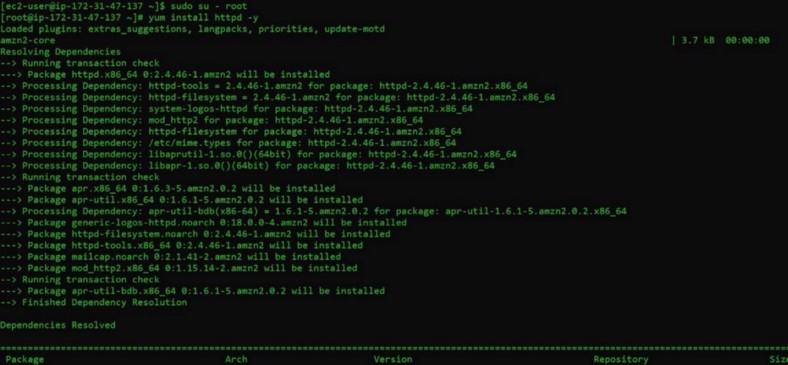 [ec2-user@ip-172-31-47-137 ~]$ sudo su - root
[root@ip-172-31-47-137 ~]# yum install httpd -y
Loaded plugins: extras_suggestions, langpacks, priorities, update-motd
amzn2-core | 3.7 kB 00:00:00
Resolving Dependencies
--> Running transaction check
---> Package httpd.x86_64 0:2.4.46-1.amzn2 will be installed
--> Processing Dependency: httpd-tools = 2.4.46-1.amzn2 for package: httpd-2.4.46-1.amzn2.x86_64
--> Processing Dependency: httpd-filesystem = 2.4.46-1.amzn2 for package: httpd-2.4.46-1.amzn2.x86_64
--> Processing Dependency: system-logos-httpd for package: httpd-2.4.46-1.amzn2.x86_64
--> Processing Dependency: mod_http2 for package: httpd-2.4.46-1.amzn2.x86_64
--> Processing Dependency: httpd-filesystem for package: httpd-2.4.46-1.amzn2.x86_64
--> Processing Dependency: /etc/mime.types for package: httpd-2.4.46-1.amzn2.x86_64
--> Processing Dependency: libaprutil-1.so.0()(64bit) for package: httpd-2.4.46-1.amzn2.x86_64
--> Processing Dependency: libapr-1.so.0()(64bit) for package: httpd-2.4.46-1.amzn2.x86_64
--> Running transaction check
---> Package apr.x86_64 0:1.6.3-5.amzn2.0.2 will be installed
---> Package apr-util.x86_64 0:1.6.1-5.amzn2.0.2 will be installed
--> Processing Dependency: apr-util-bdb(x86-64) = 1.6.1-5.amzn2.0.2 for package: apr-util-1.6.1-5.amzn2.0.2.x86_64
---> Package generic-logos-httpd.noarch 0:18.0.0-4.amzn2 will be installed
---> Package httpd-filesystem.noarch 0:2.4.46-1.amzn2 will be installed
---> Package httpd-tools.x86_64 0:2.4.46-1.amzn2 will be installed
---> Package mailcap.noarch 0:2.1.41-2.amzn2 will be installed
---> Package mod_http2.x86_64 0:1.15.14-2.amzn2 will be installed
--> Running transaction check
---> Package apr-util-bdb.x86_64 0:1.6.1-5.amzn2.0.2 will be installed
--> Finished Dependency Resolution
Dependencies Resolved
Package Arch Version Repository Size